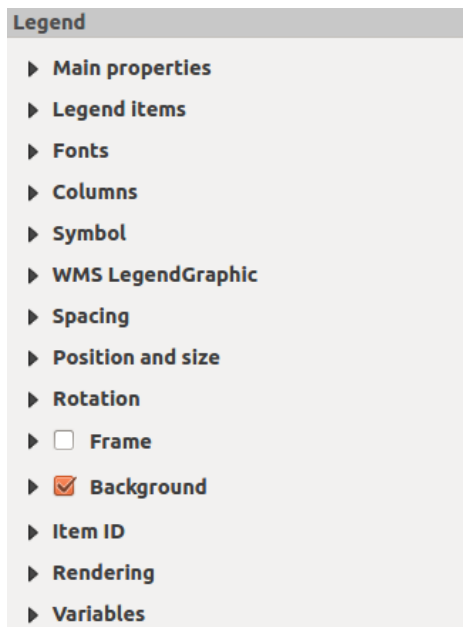 Legend
Main properties
Legend items
Fonts
Columns
Symbol
WMS LegendGraphic
Spacing
Position and size
Rotation
Frame
Background
Item ID
Rendering
Variables